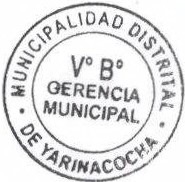 MUNICIPALIDAD DISTRITAL
V° B°
GERENCIA
MUNICIPAL
DE YARINACOCHA